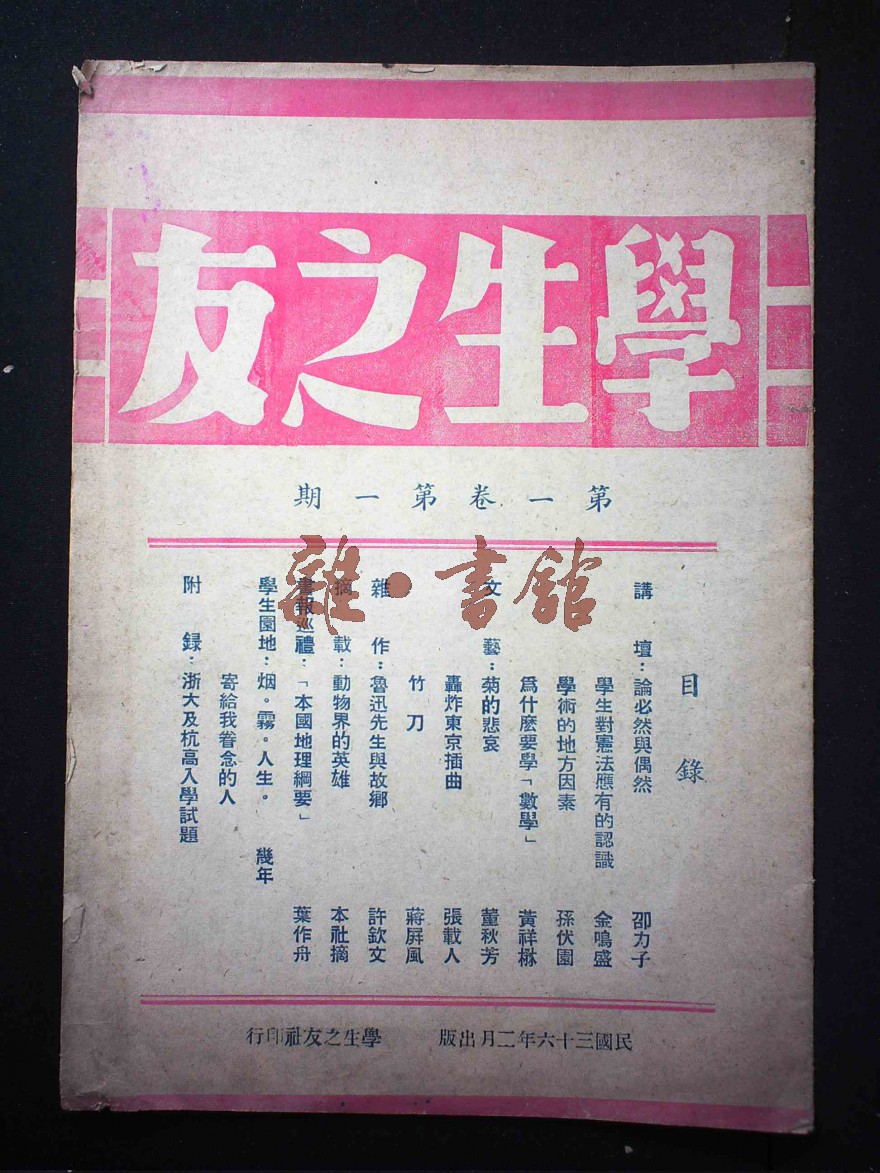 學生之友
第一卷第一期
雜·書館
目錄
講壇：論必然與偶然 邵力子
學生對憲法應有的認識 金鳴盛
學術的地方因素 孫伏園
爲什麽要學「數學」 黃祥楙
文藝：菊的悲哀 董秋芳
轟炸東京插曲 張載人
竹刀 蔣屏風
雜作：魯迅先生與故鄉 許欽文
摘載：動物界的英雄 本社摘
書報巡禮：「本國地理綱要」 葉作舟
學生園地：烟。霧。人生。 幾年
寄給我眷念的人
附錄：浙大及杭高入學試題
民國三十六年二月出版 學生之友社印行